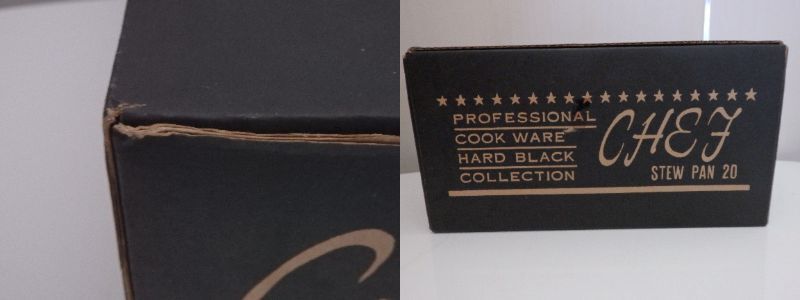 PROFESSIONAL
COOK WARE
HARD BLACK
COLLECTION
CHEF
STEW PAN 20